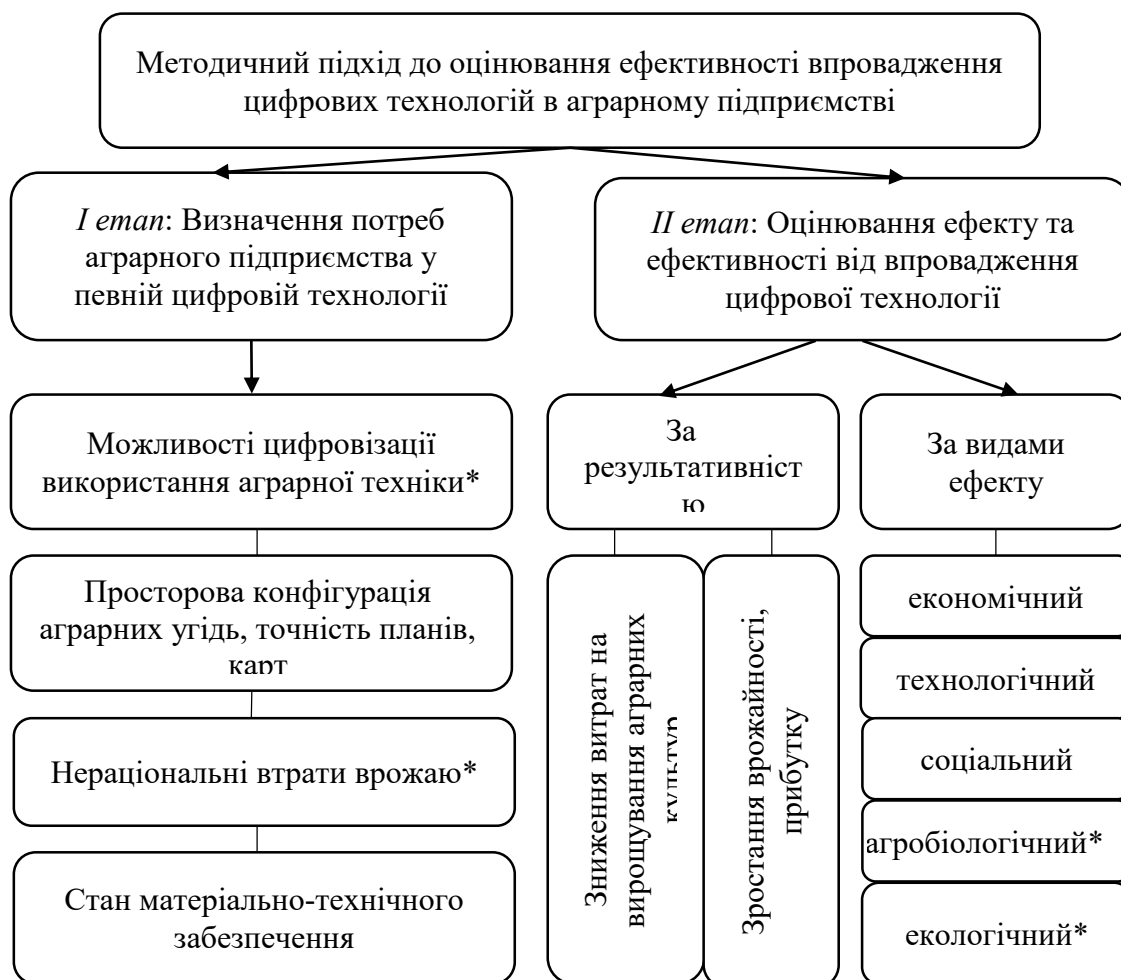 Методичний підхід до оцінювання ефективності впровадження
цифрових технологій в аграрному підприємстві
I етап: Визначення потреб
аграрного підприємства у
певній цифровій технології
II етап: Оцінювання ефекту та
ефективності від впровадження
цифрової технології
Можливості цифровізації
використання аграрної техніки*
Просторова конфігурація
аграрних угідь, точність планів,
карт
Нераціональні втрати врожаю*
Стан матеріально-технічного
забезпечення
За
результативніст
ю
Зниження витрат на
вирощування аграрних
культур
Зростання врожайності,
прибутку
За видами
ефекту
економічний
технологічний
соціальний
агробіологічний*
екологічний*